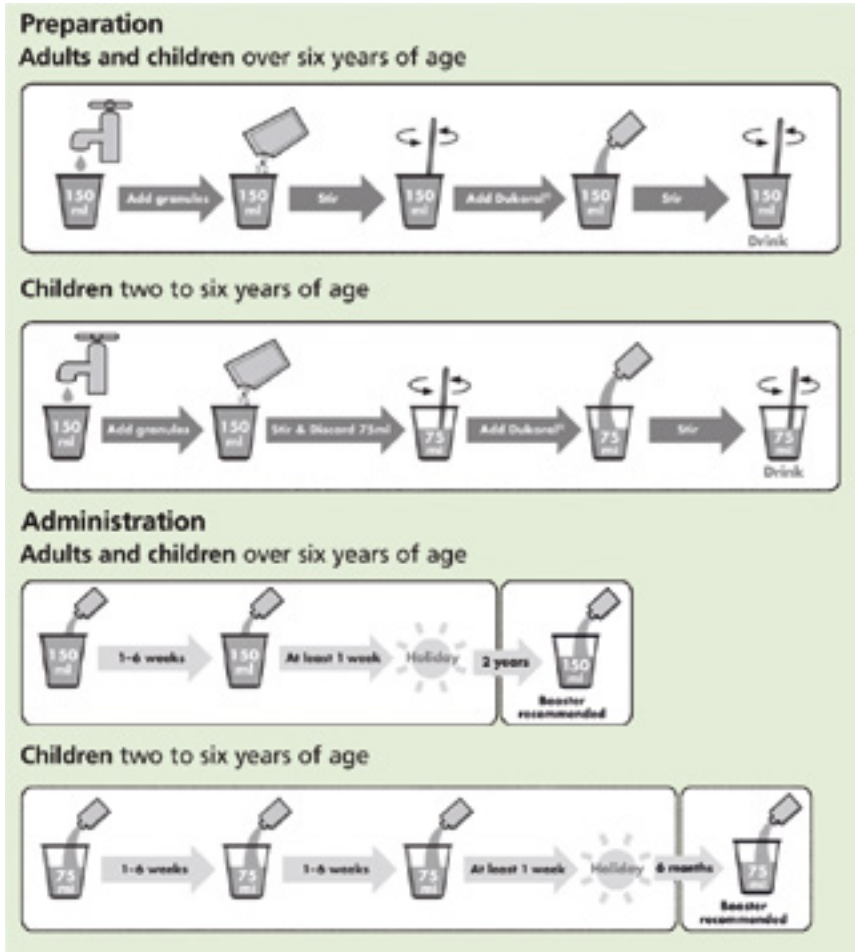 Preparation
Adults and children over six years of age
150 ml Add granules 150 ml Stir 150 ml Add Dukoral® 150 ml Stir 150 ml
Drink
Children two to six years of age
150 ml Add granules 150 ml Stir & Discard 75ml 75 ml Add Dukoral® 75 ml Stir 75 ml
Drink
Administration
Adults and children over six years of age
150 ml 1-6 weeks 150 ml At least 1 week Holiday 2 years 150 ml
Booster
recommended
Children two to six years of age
75 ml 1-6 weeks 75 ml 1-6 weeks 75 ml At least 1 week Holiday 6 months 75 ml
Booster
recommended